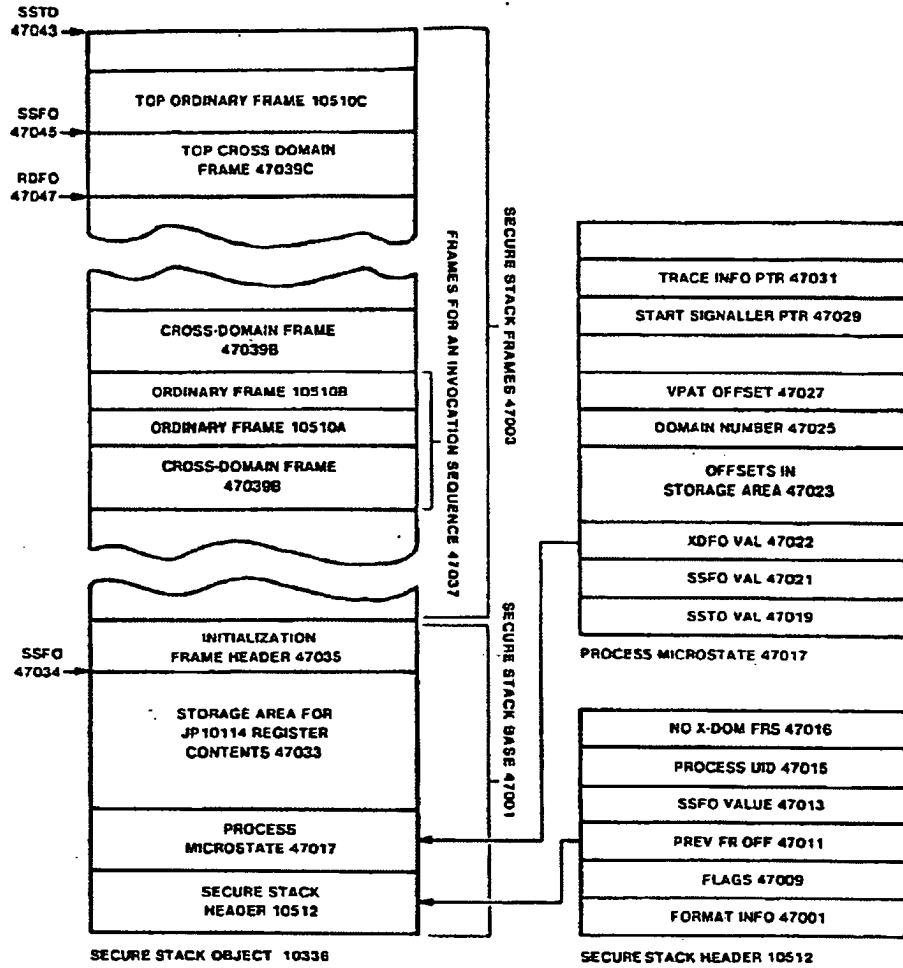 SSTO
47043
TOP ORDINARY FRAME 10510C
SSFO
47045
TOP CROSS DOMAIN
FRAME 47039C
RDFO
47047
CROSS-DOMAIN FRAME
47039B
ORDINARY FRAME 10510B
ORDINARY FRAME 10510A
CROSS-DOMAIN FRAME
47039B
INITIALIZATION
FRAME HEADER 47035
SSFO
47034
STORAGE AREA FOR
JP10114 REGISTER
CONTENTS 47033
PROCESS
MICROSTATE 47017
SECURE STACK
HEADER 10512
SECURE STACK OBJECT 10336
FRAMES FOR AN INVOCATION SEQUENCE 47037
SECURE STACK FRAMES 47003
SECURE STACK BASE 47001
TRACE INFO PTR 47031
START SIGNALLER PTR 47029
VPAT OFFSET 47027
DOMAIN NUMBER 47025
OFFSETS IN
STORAGE AREA 47023
XDFO VAL 47022
SSFO VAL 47021
SSTO VAL 47019
PROCESS MICROSTATE 47017
NO X-DOM FRS 47016
PROCESS UID 47015
SSFO VALUE 47013
PREV FR OFF 47011
FLAGS 47009
FORMAT INFO 47001
SECURE STACK HEADER 10512